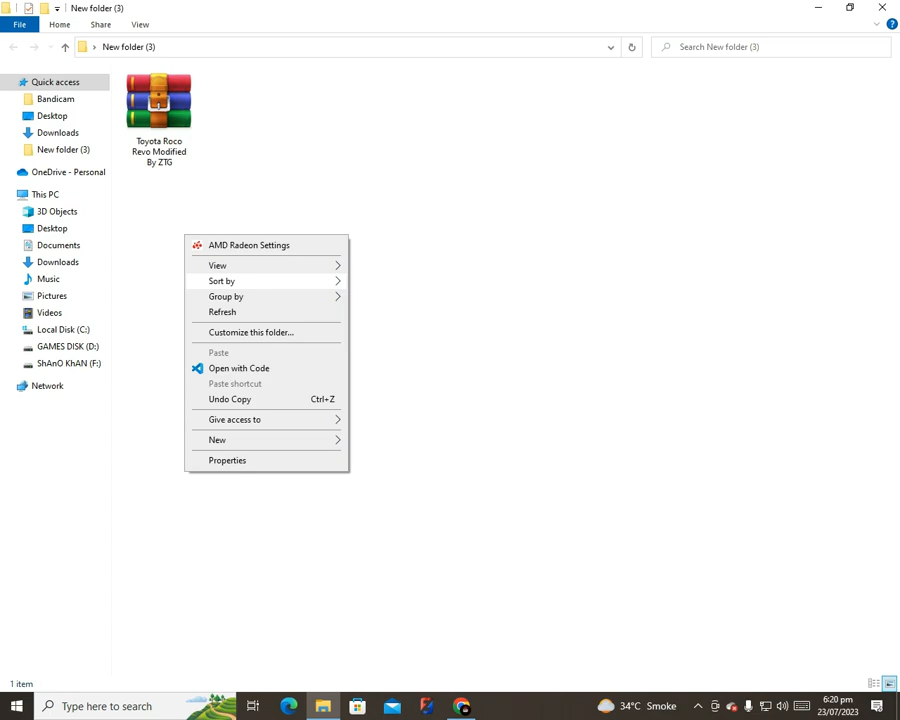 New folder (3)
File
Home
Share
View
New folder (3)
Search New folder (3)
Quick access
Bandicam
Desktop
Downloads
New folder (3)
OneDrive - Personal
This PC
3D Objects
Desktop
Documents
Downloads
Music
Pictures
Videos
Local Disk (C:)
GAMES DISK (D:)
ShAnO KhAN (F:)
Network
Toyota Roco
Revo Modified
By ZTG
AMD Radeon Settings
View
Sort by
Group by
Refresh
Customize this folder...
Paste
Open with Code
Paste shortcut
Undo Copy Ctrl+Z
Give access to
New
Properties
1 item
Type here to search
34°C Smoke
6:20 pm
23/07/2023